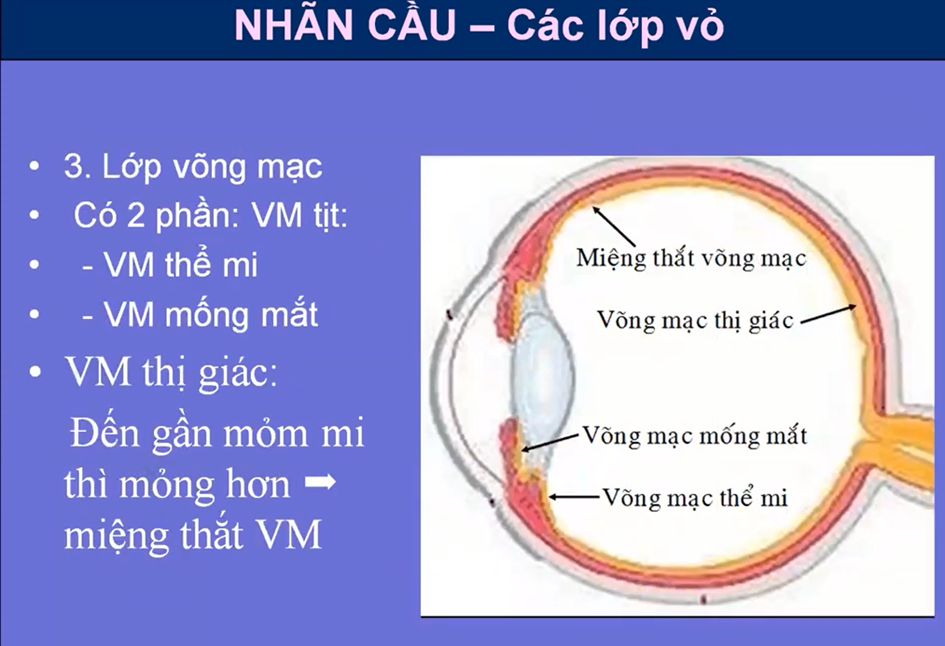 NHÃN CẦU – Các lớp vỏ
• 3. Lớp võng mạc
• Có 2 phần: VM tịt:
• - VM thể mi
• - VM mống mắt
• VM thị giác:
Đến gần mỏm mi
thì mỏng hơn ➡
miệng thắt VM
Miệng thắt võng mạc
Võng mạc thị giác
Võng mạc mống mắt
Võng mạc thể mi